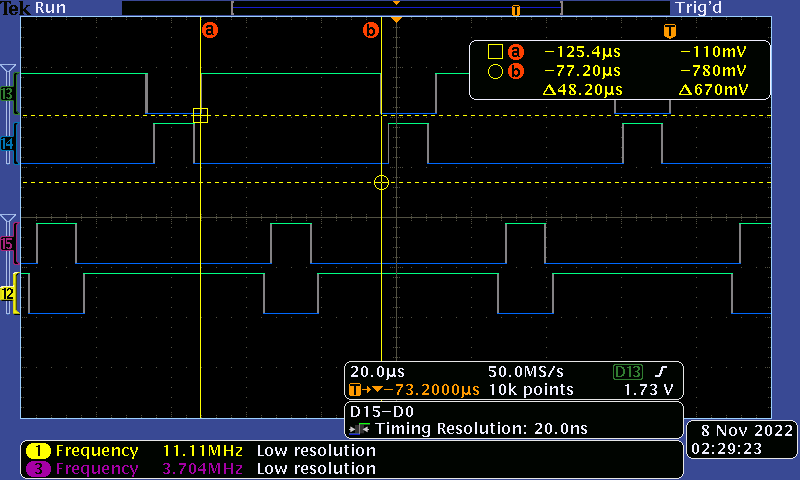 Tek Run Trig'd
T
a b T
a −125.4µs −110mV
b −77.20µs −780mV
Δ48.20µs Δ670mV
13
14
15
12
20.0µs 50.0MS/s D13
T→▼−73.2000µs 10k points 1.73 V
D15−D0
Timing Resolution: 20.0ns
8 Nov 2022
02:29:23
1 Frequency 11.11MHz Low resolution
3 Frequency 3.704MHz Low resolution